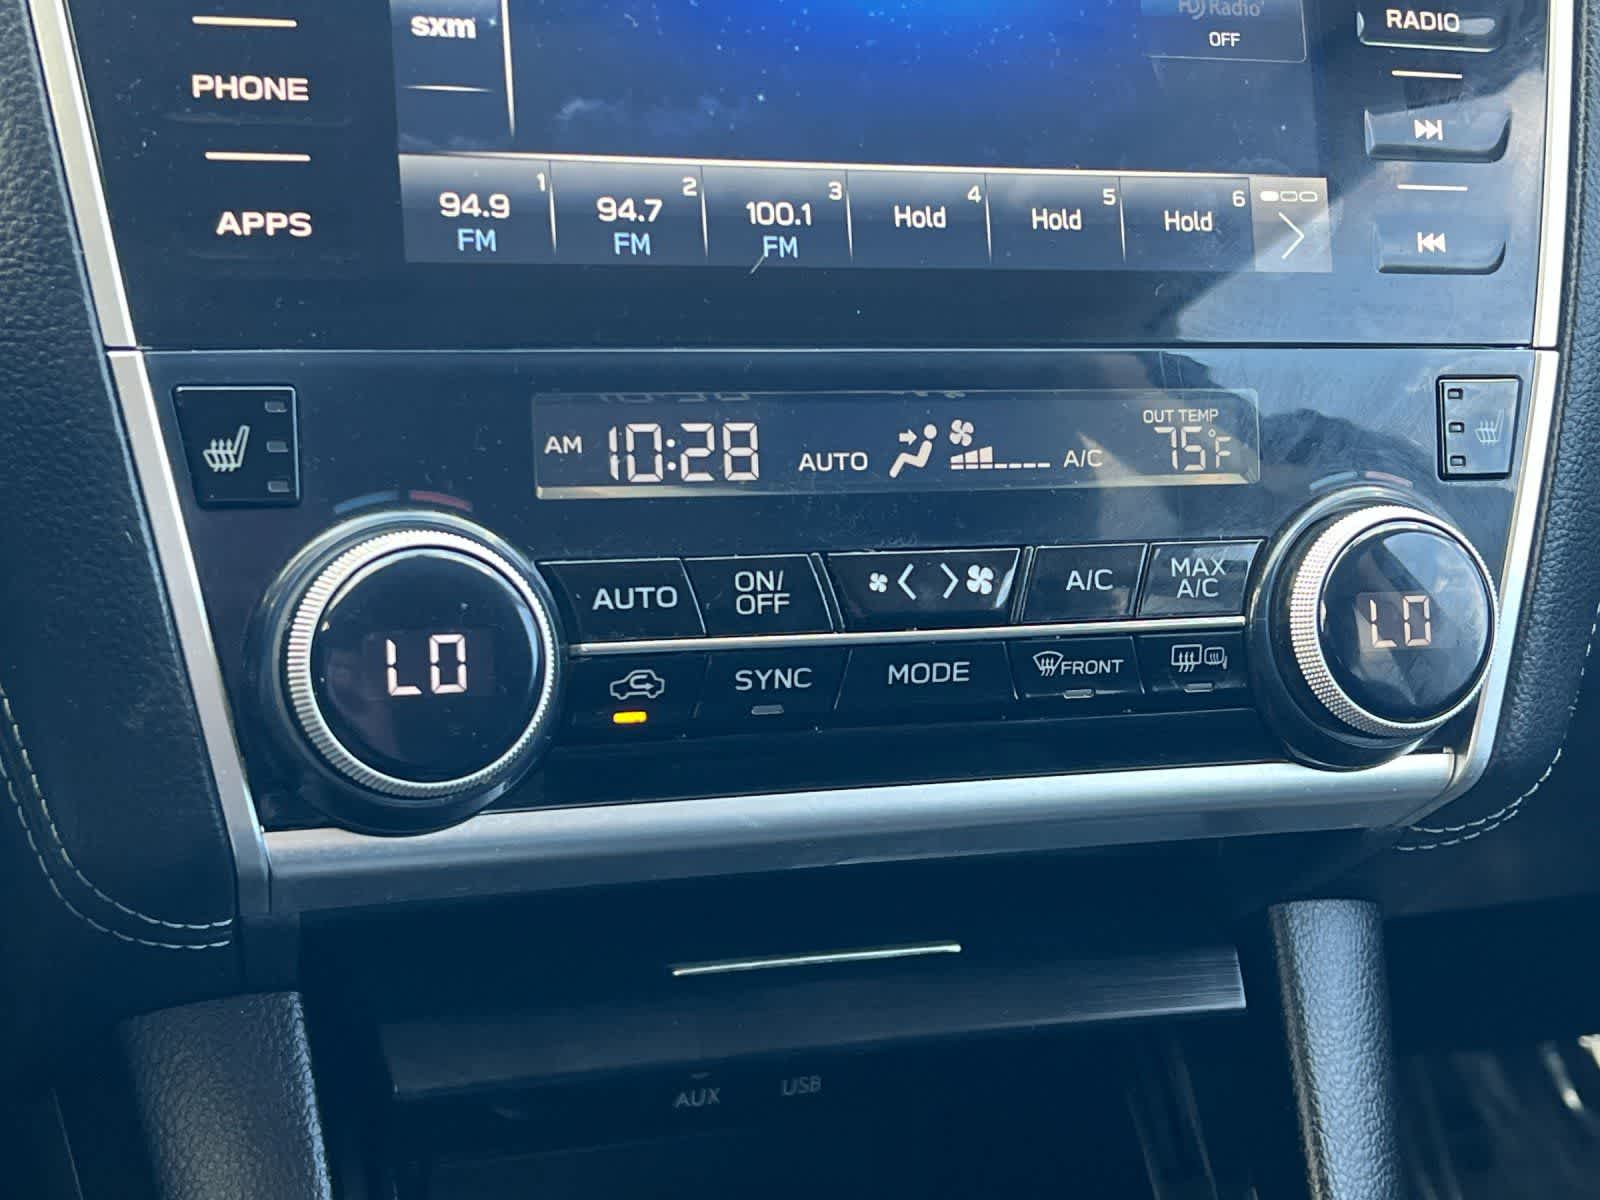 sxm
HD Radio
OFF
RADIO
PHONE
APPS
1
94.9
FM
2
94.7
FM
3
100.1
FM
4
Hold
5
Hold
6
Hold
AM 10:28
AUTO
A/C
OUT TEMP
75°F
LO
AUTO
ON/
OFF
A/C
MAX
A/C
LO
SYNC
MODE
FRONT
AUX
USB